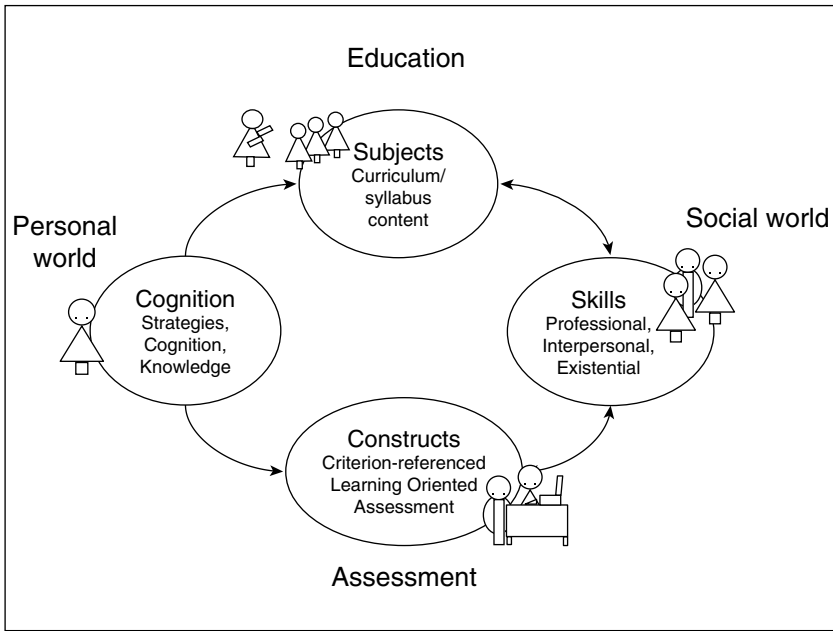 Education
Subjects
Curriculum/
syllabus
content
Personal
world
Social world
Cognition
Strategies,
Cognition,
Knowledge
Skills
Professional,
Interpersonal,
Existential
Constructs
Criterion-referenced
Learning Oriented
Assessment
Assessment